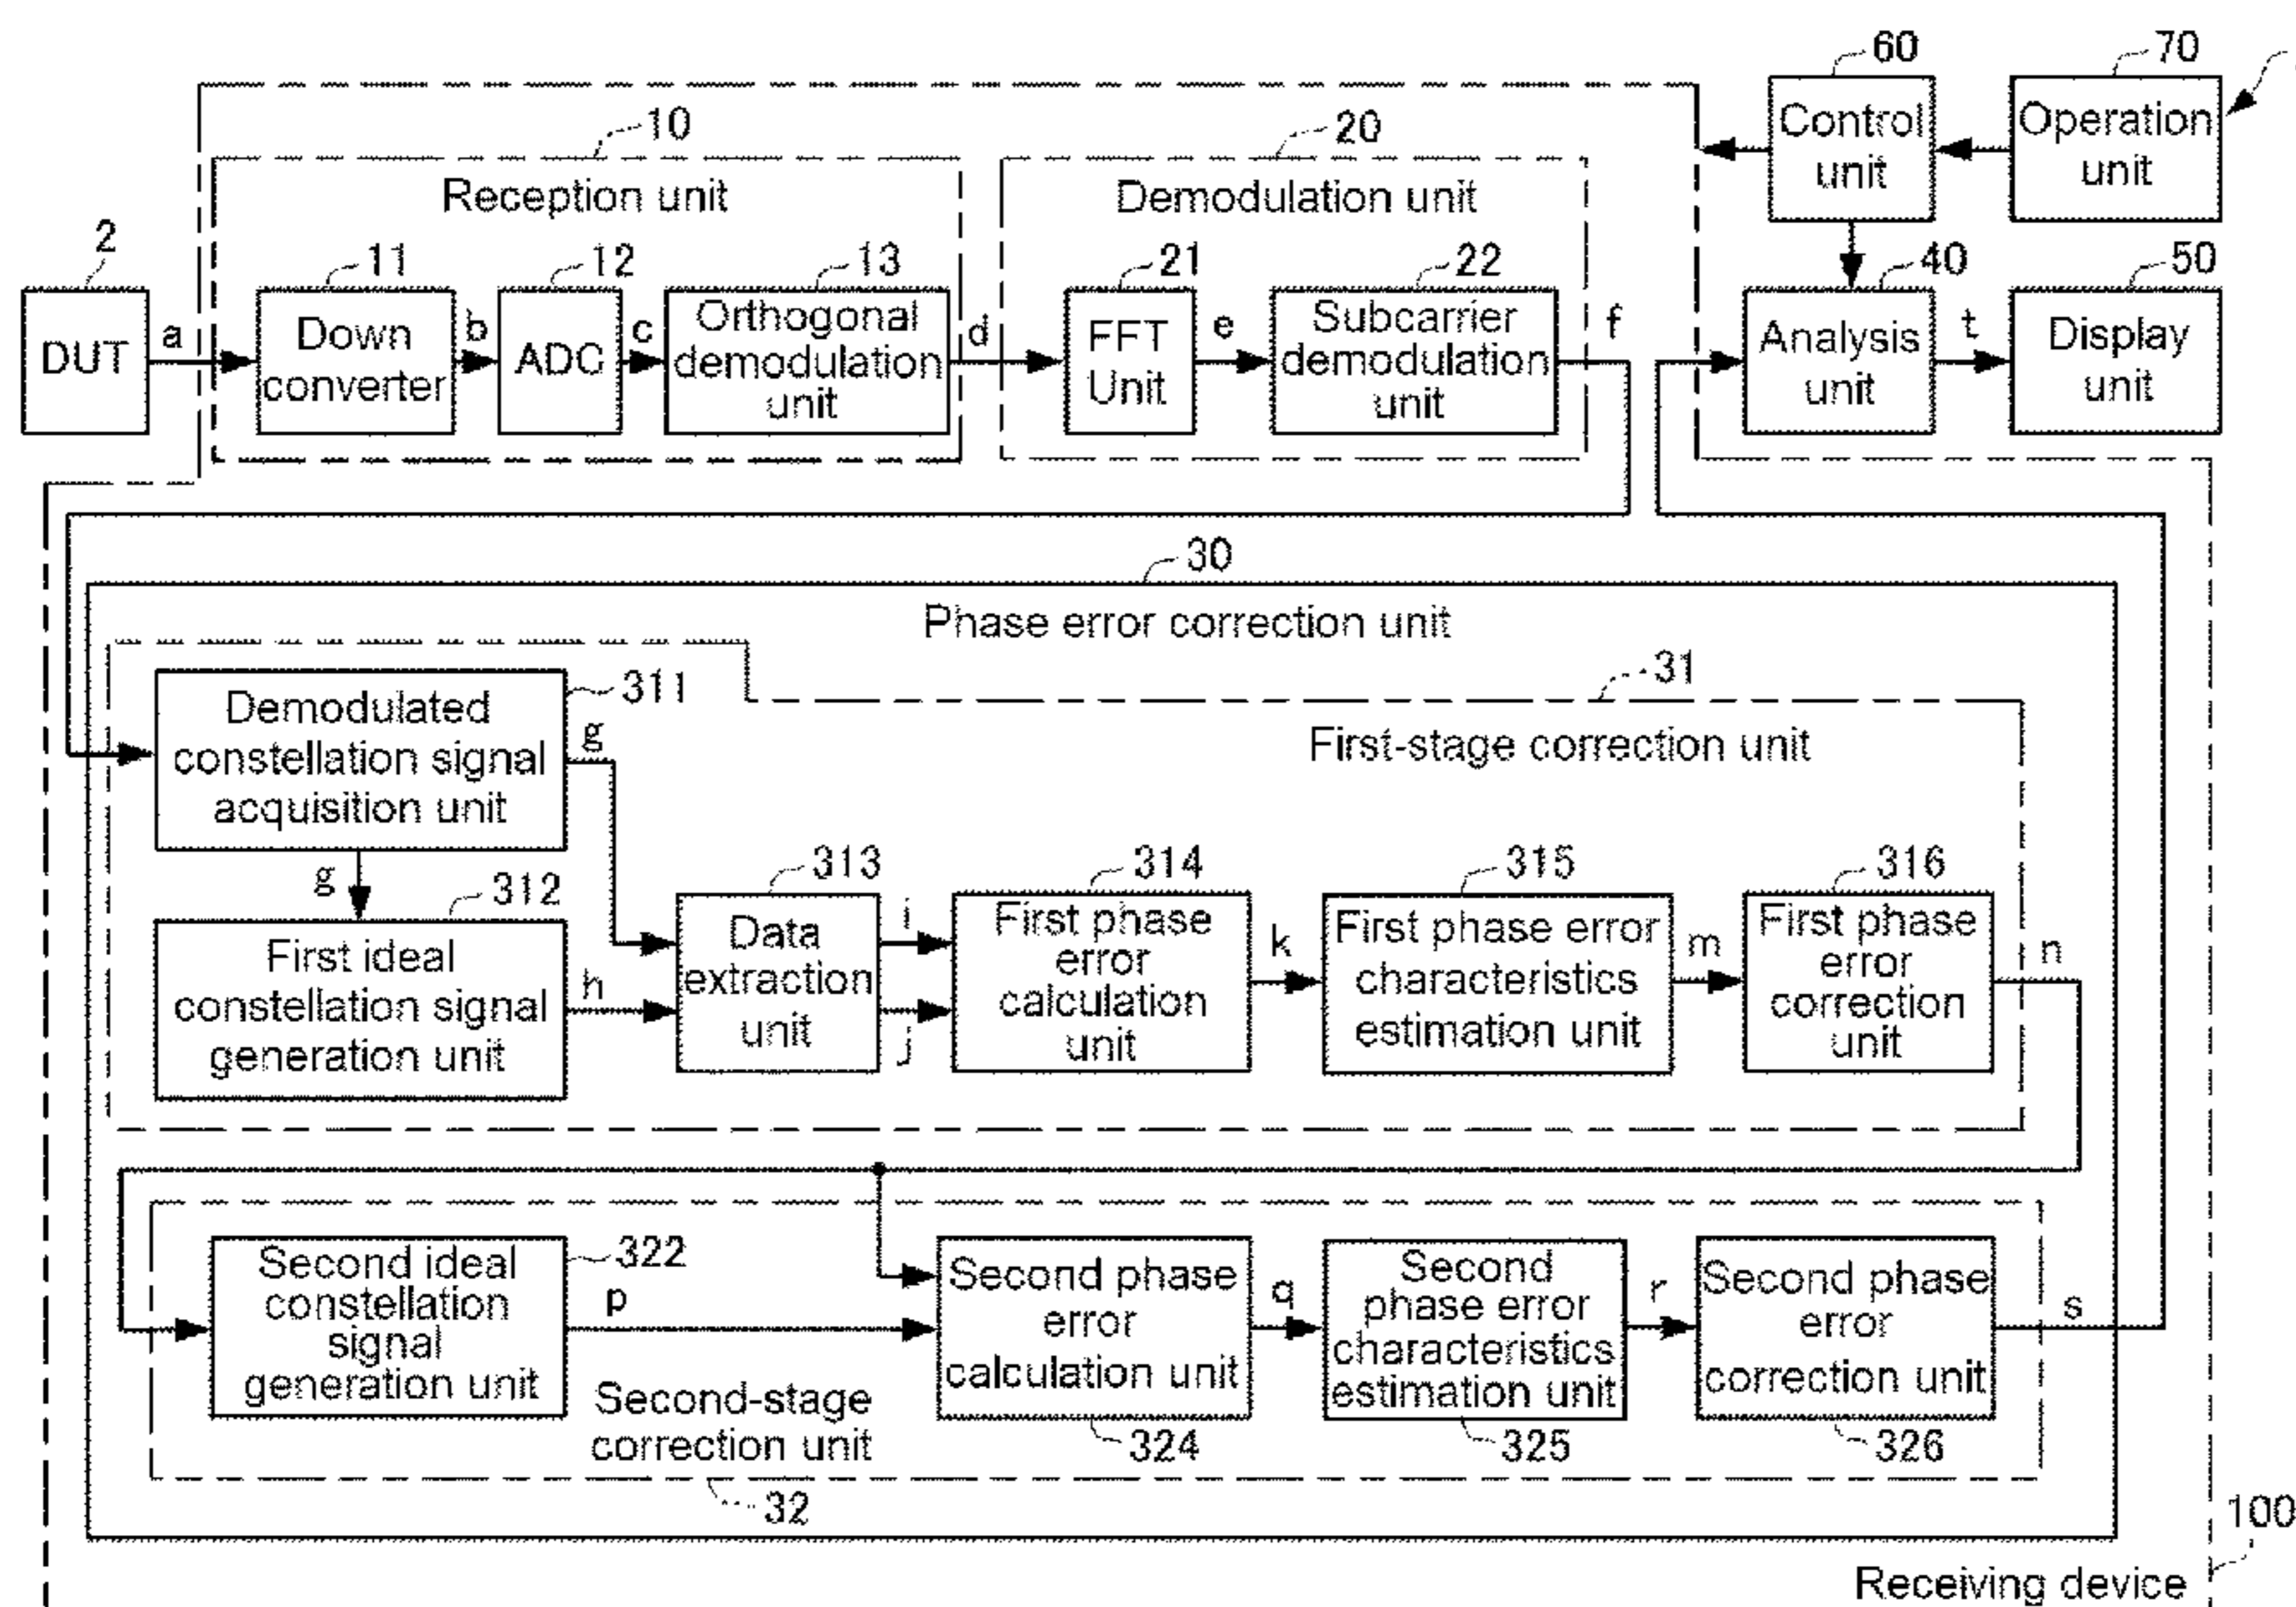 60
70
Control
unit
Operation
unit
10
20
Reception unit
Demodulation unit
2
11
12
13
21
22
40
50
DUT
a
Down
converter
b
ADC
c
Orthogonal
demodulation
unit
d
FFT
Unit
e
Subcarrier
demodulation
unit
f
Analysis
unit
t
Display
unit
30
Phase error correction unit
31
First-stage correction unit
311
Demodulated
constellation signal
acquisition unit
g
g
312
First ideal
constellation signal
generation unit
h
313
Data
extraction
unit
i
j
314
First phase
error
calculation
unit
k
315
First phase error
characteristics
estimation unit
m
316
First phase
error
correction
unit
n
322
Second ideal
constellation
signal
generation unit
p
Second-stage
correction unit
32
Second phase
error
calculation unit
324
q
Second
phase error
characteristics
estimation unit
325
r
Second phase
error
correction unit
326
s
100
Receiving device